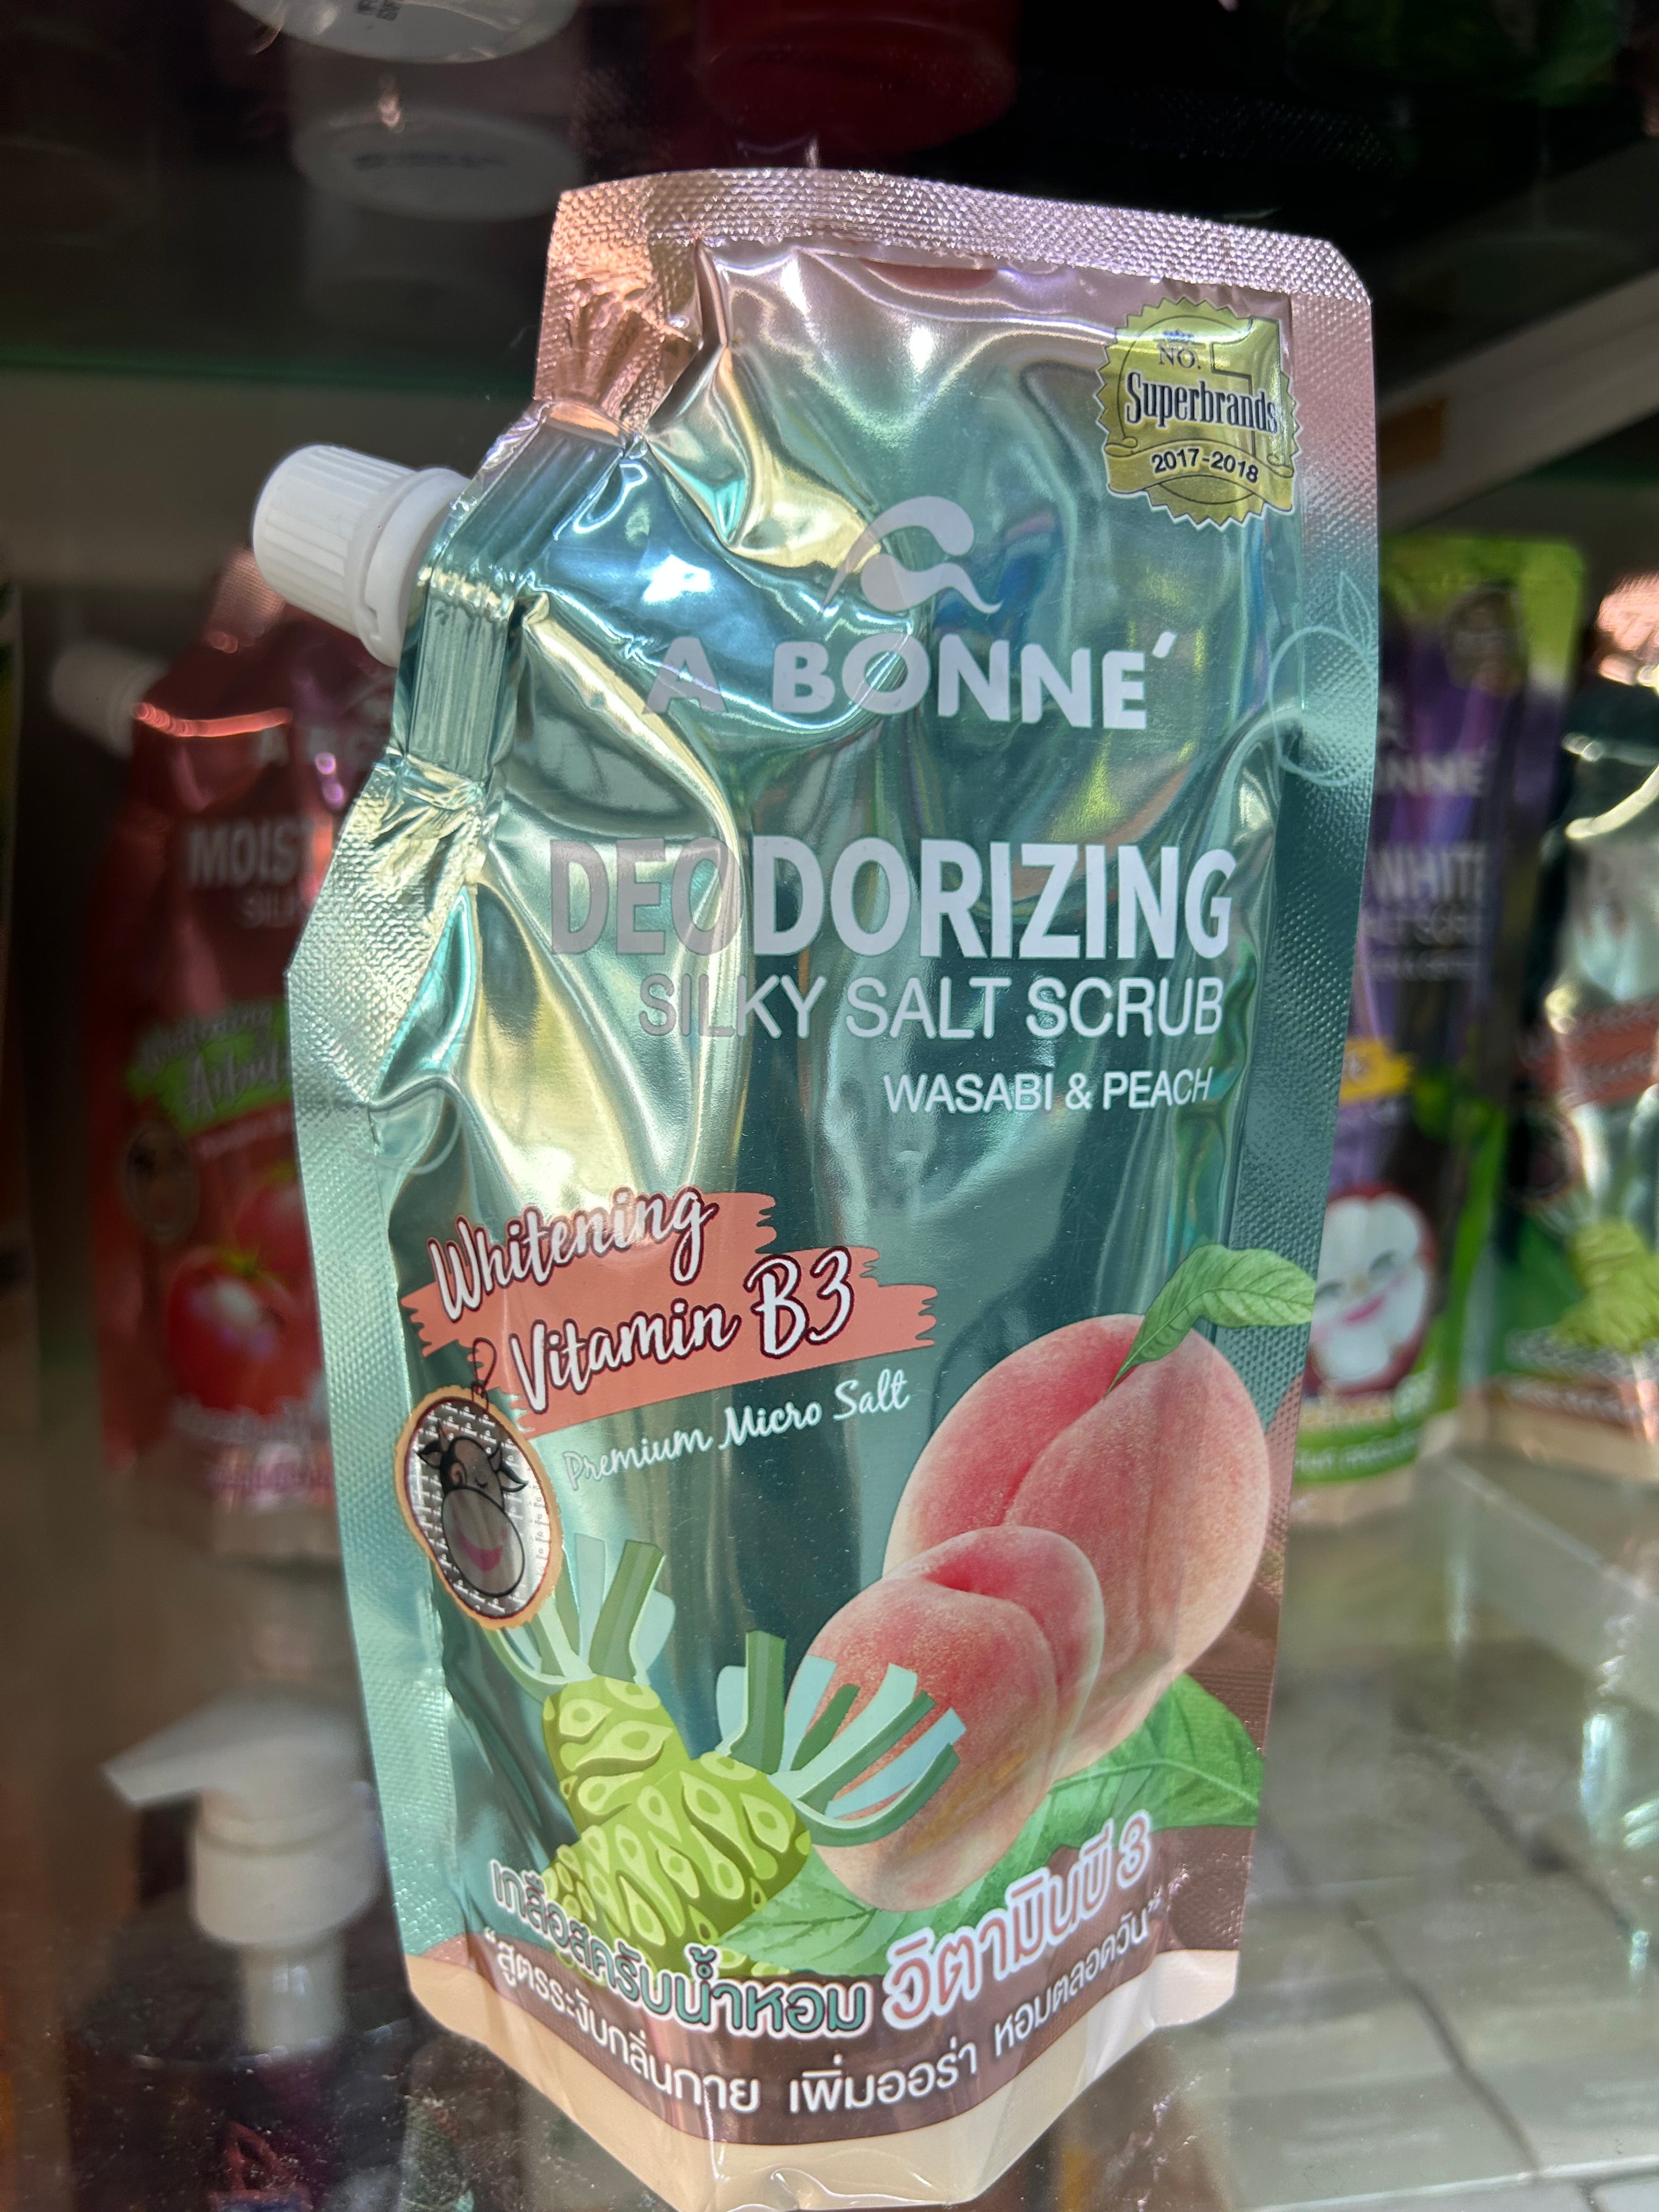 NO. 1
Superbrands
2017-2018
A BONNE´
DEODORIZING
SILKY SALT SCRUB
WASABI & PEACH
Whitening
Vitamin B3
Premium Micro Salt
เกลือสครับน้ำหอม วิตามินบี 3
"สูตรระงับกลิ่นกาย เพิ่มออร่า หอมตลอดวัน"
MOIST
INNE
WHITE